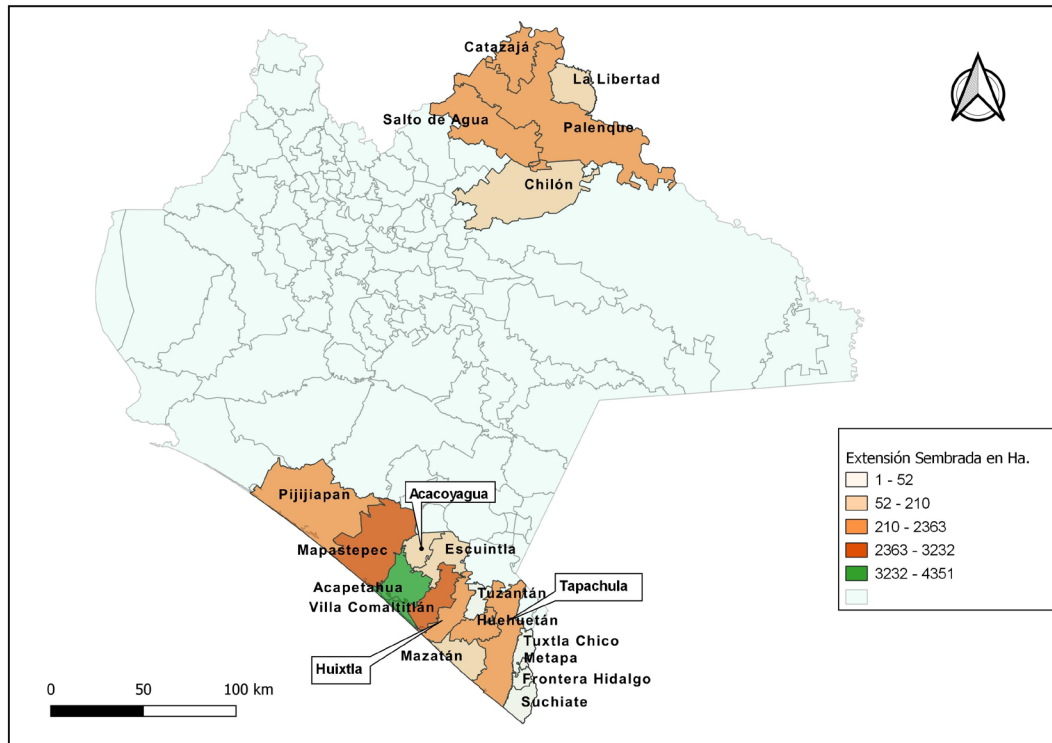 Catazajá
La Libertad
Salto de Agua
Palenque
Chilón
Pijijiapan
Acacoyagua
Mapastepec
Escuintla
Acapetahua
Tuzantán
Tapachula
Villa Comaltitlán
Huehuetán
Tuxtla Chico
Mazatán
Metapa
Huixtla
Frontera Hidalgo
Suchiate
0 50 100 km
Extensión Sembrada en Ha.
1 - 52
52 - 210
210 - 2363
2363 - 3232
3232 - 4351